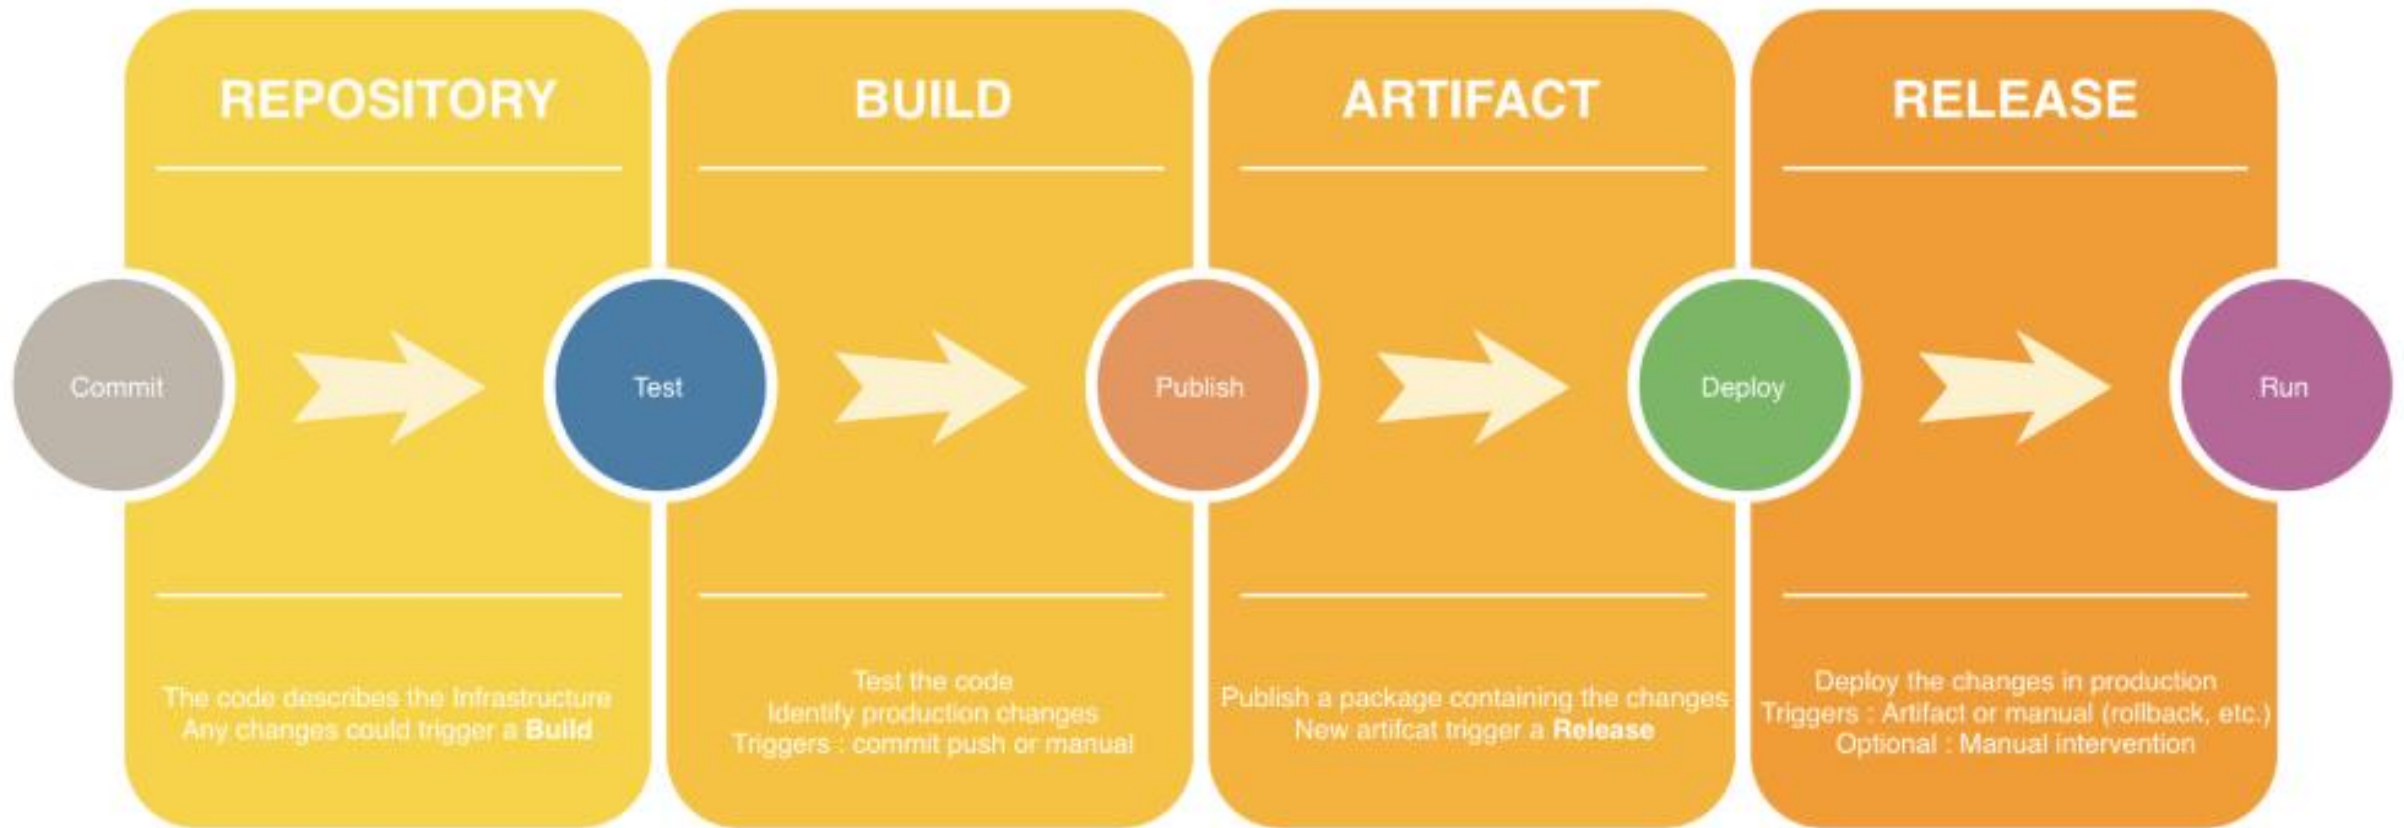 REPOSITORY
BUILD
ARTIFACT
RELEASE
Commit
Test
Publish
Deploy
Run
The code describes the Infrastructure
Any changes could trigger a Build
Test the code
Identify production changes
Triggers : commit push or manual
Publish a package containing the changes
New artifcat trigger a Release
Deploy the changes in production
Triggers : Artifact or manual (rollback, etc.)
Optional : Manual intervention